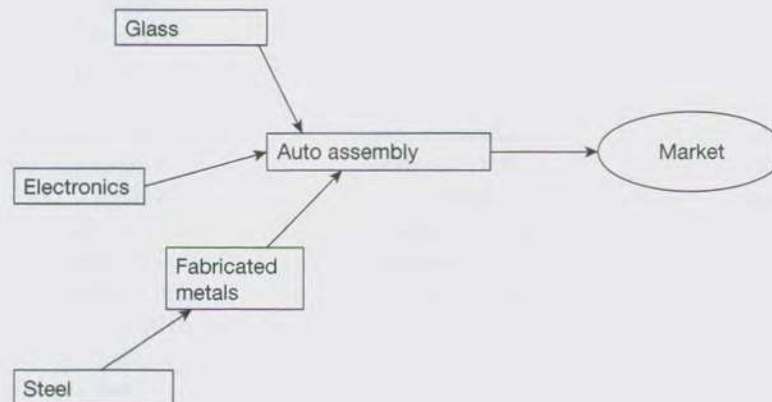 Glass
Auto assembly
Market
Electronics
Fabricated
metals
Steel